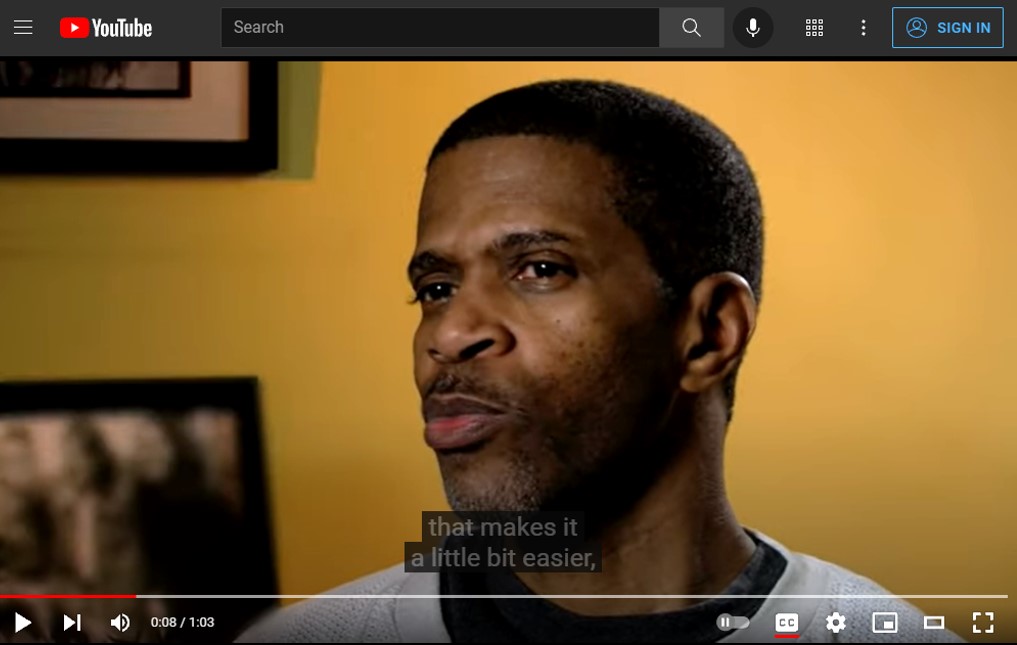 YouTube
Search
SIGN IN
that makes it
a little bit easier,
0:08 / 1:03
CC